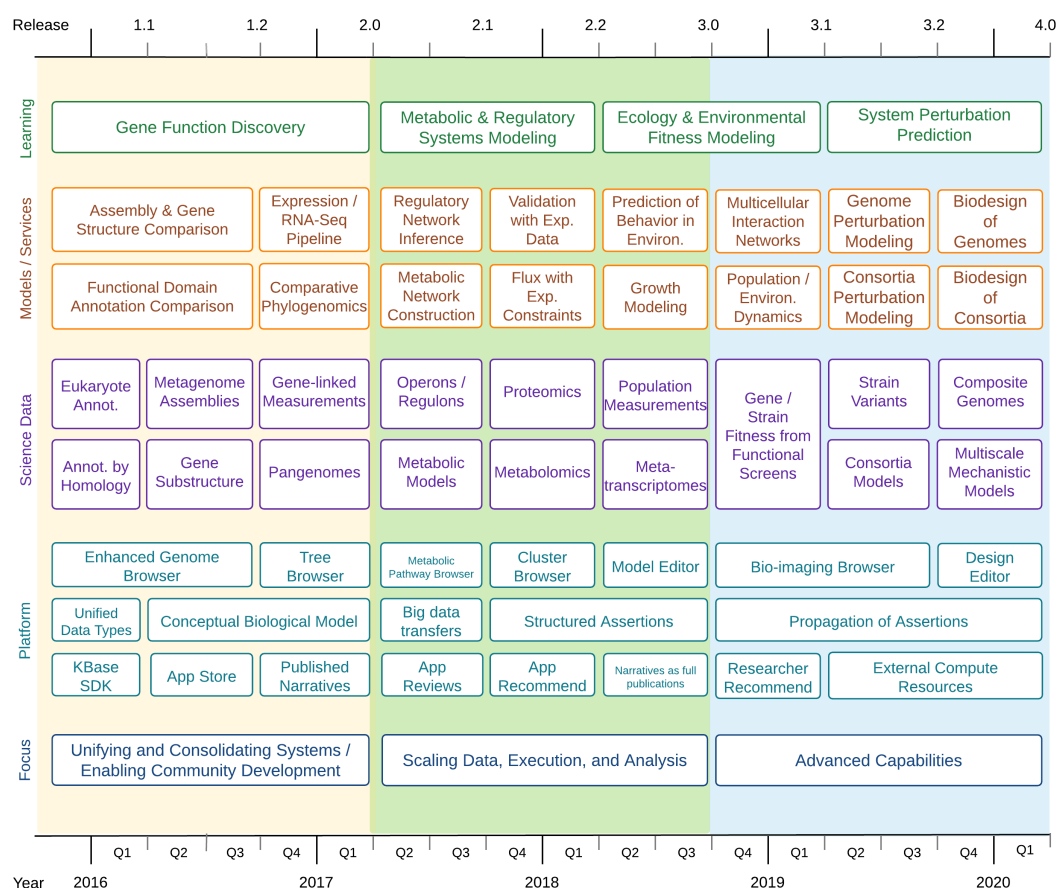 Release 1.1 1.2 2.0 2.1 2.2 3.0 3.1 3.2 4.0
Learning
Gene Function Discovery
Metabolic & Regulatory
Systems Modeling
Ecology & Environmental
Fitness Modeling
System Perturbation
Prediction
Models / Services
Assembly & Gene
Structure Comparison
Expression /
RNA-Seq
Pipeline
Regulatory
Network
Inference
Validation
with Exp.
Data
Prediction of
Behavior in
Environ.
Multicellular
Interaction
Networks
Genome
Perturbation
Modeling
Biodesign
of
Genomes
Functional Domain
Annotation Comparison
Comparative
Phylogenomics
Metabolic
Network
Construction
Flux with
Exp.
Constraints
Growth
Modeling
Population /
Environ.
Dynamics
Consortia
Perturbation
Modeling
Biodesign
of
Consortia
Science Data
Eukaryote
Annot.
Metagenome
Assemblies
Gene-linked
Measurements
Operons /
Regulons
Proteomics
Population
Measurements
Gene /
Strain
Fitness from
Functional
Screens
Strain
Variants
Composite
Genomes
Annot. by
Homology
Gene
Substructure
Pangenomes
Metabolic
Models
Metabolomics
Meta-
transcriptomes
Consortia
Models
Multiscale
Mechanistic
Models
Platform
Enhanced Genome
Browser
Tree
Browser
Metabolic
Pathway Browser
Cluster
Browser
Model Editor
Bio-imaging Browser
Design
Editor
Unified
Data Types
Conceptual Biological Model
Big data
transfers
Structured Assertions
Propagation of Assertions
KBase
SDK
App Store
Published
Narratives
App
Reviews
App
Recommend
Narratives as full
publications
Researcher
Recommend
External Compute
Resources
Focus
Unifying and Consolidating Systems /
Enabling Community Development
Scaling Data, Execution, and Analysis
Advanced Capabilities
Q1 Q2 Q3 Q4 Q1 Q2 Q3 Q4 Q1 Q2 Q3 Q4 Q1 Q2 Q3 Q4 Q1
Year 2016 2017 2018 2019 2020